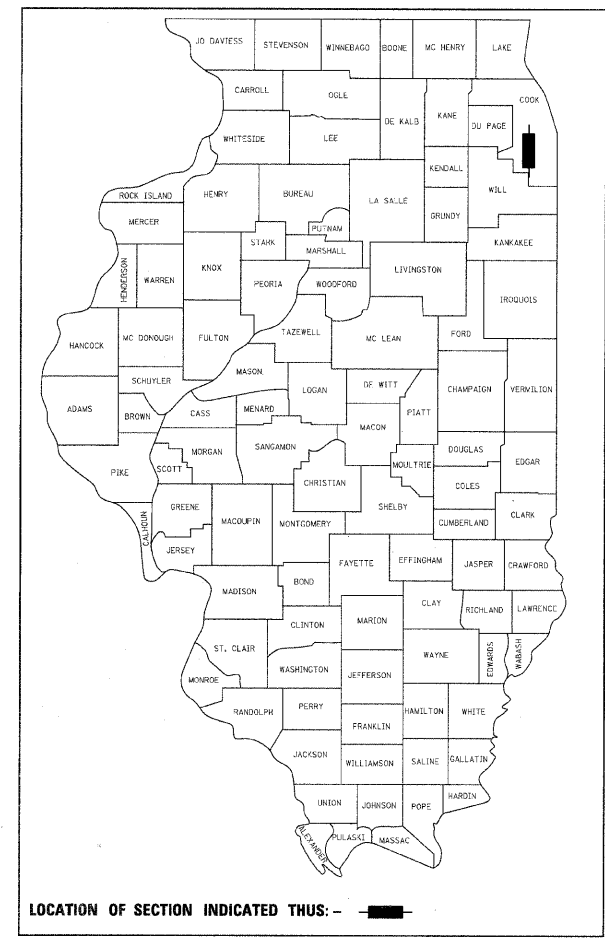 JO DAVIESS STEVENSON WINNEBAGO BOONE MC HENRY LAKE
CARROLL OGLE DE KALB KANE COOK
DU PAGE
WHITESIDE LEE
KENDALL WILL
ROCK ISLAND HENRY BUREAU LA SALLE
GRUNDY
MERCER PUTNAM
STARK MARSHALL KANKAKEE
HENDERSON WARREN KNOX PEORIA WOODFORD LIVINGSTON
IROQUOIS
HANCOCK MC DONOUGH FULTON TAZEWELL MC LEAN FORD
MASON
SCHUYLER LOGAN DE WITT CHAMPAIGN VERMILION
ADAMS BROWN CASS MENARD PIATT
MACON
MORGAN SANGAMON DOUGLAS EDGAR
PIKE SCOTT CHRISTIAN MOULTRIE
COLES
GREENE MACOUPIN MONTGOMERY SHELBY CLARK
CALHOUN CUMBERLAND
JERSEY
FAYETTE EFFINGHAM JASPER CRAWFORD
MADISON BOND
CLAY RICHLAND LAWRENCE
CLINTON MARION
ST. CLAIR WAYNE EDWARDS WABASH
WASHINGTON JEFFERSON
MONROE
RANDOLPH PERRY HAMILTON WHITE
FRANKLIN
JACKSON WILLIAMSON SALINE GALLATIN
UNION JOHNSON POPE HARDIN
ALEXANDER PULASKI MASSAC
LOCATION OF SECTION INDICATED THUS: -